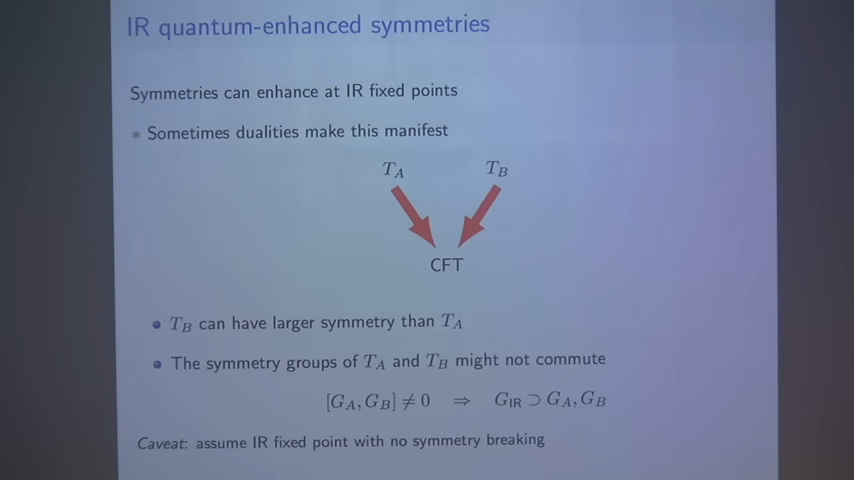 IR quantum-enhanced symmetries
Symmetries can enhance at IR fixed points
* Sometimes dualities make this manifest
T_A T_B
CFT
• T_B can have larger symmetry than T_A
• The symmetry groups of T_A and T_B might not commute
[G_A, G_B] ≠ 0 ⇒ G_IR ⊃ G_A, G_B
Caveat: assume IR fixed point with no symmetry breaking